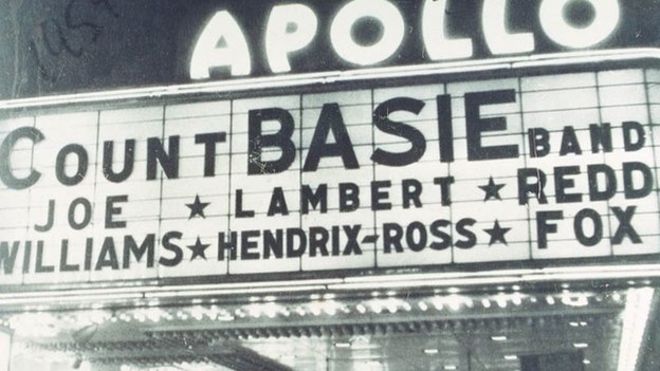 APOLLO
COUNT BASIE BAND
JOE ★ LAMBERT ★ REDD
WILLIAMS ★ HENDRIX-ROSS ★ FOX